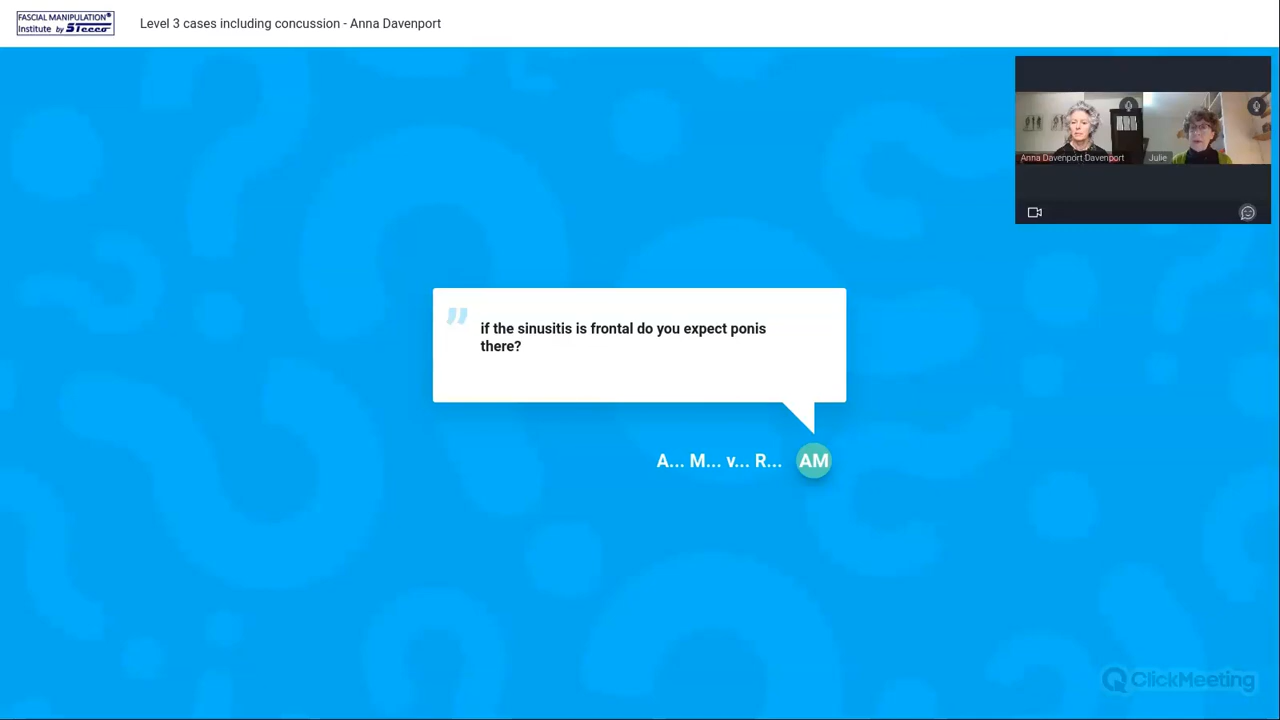 FASCIAL MANIPULATION®
Institute by Stecco
Level 3 cases including concussion - Anna Davenport
Anna Davenport Davenport
Julie
if the sinusitis is frontal do you expect ponis
there?
A... M... v... R...
AM
ClickMeeting